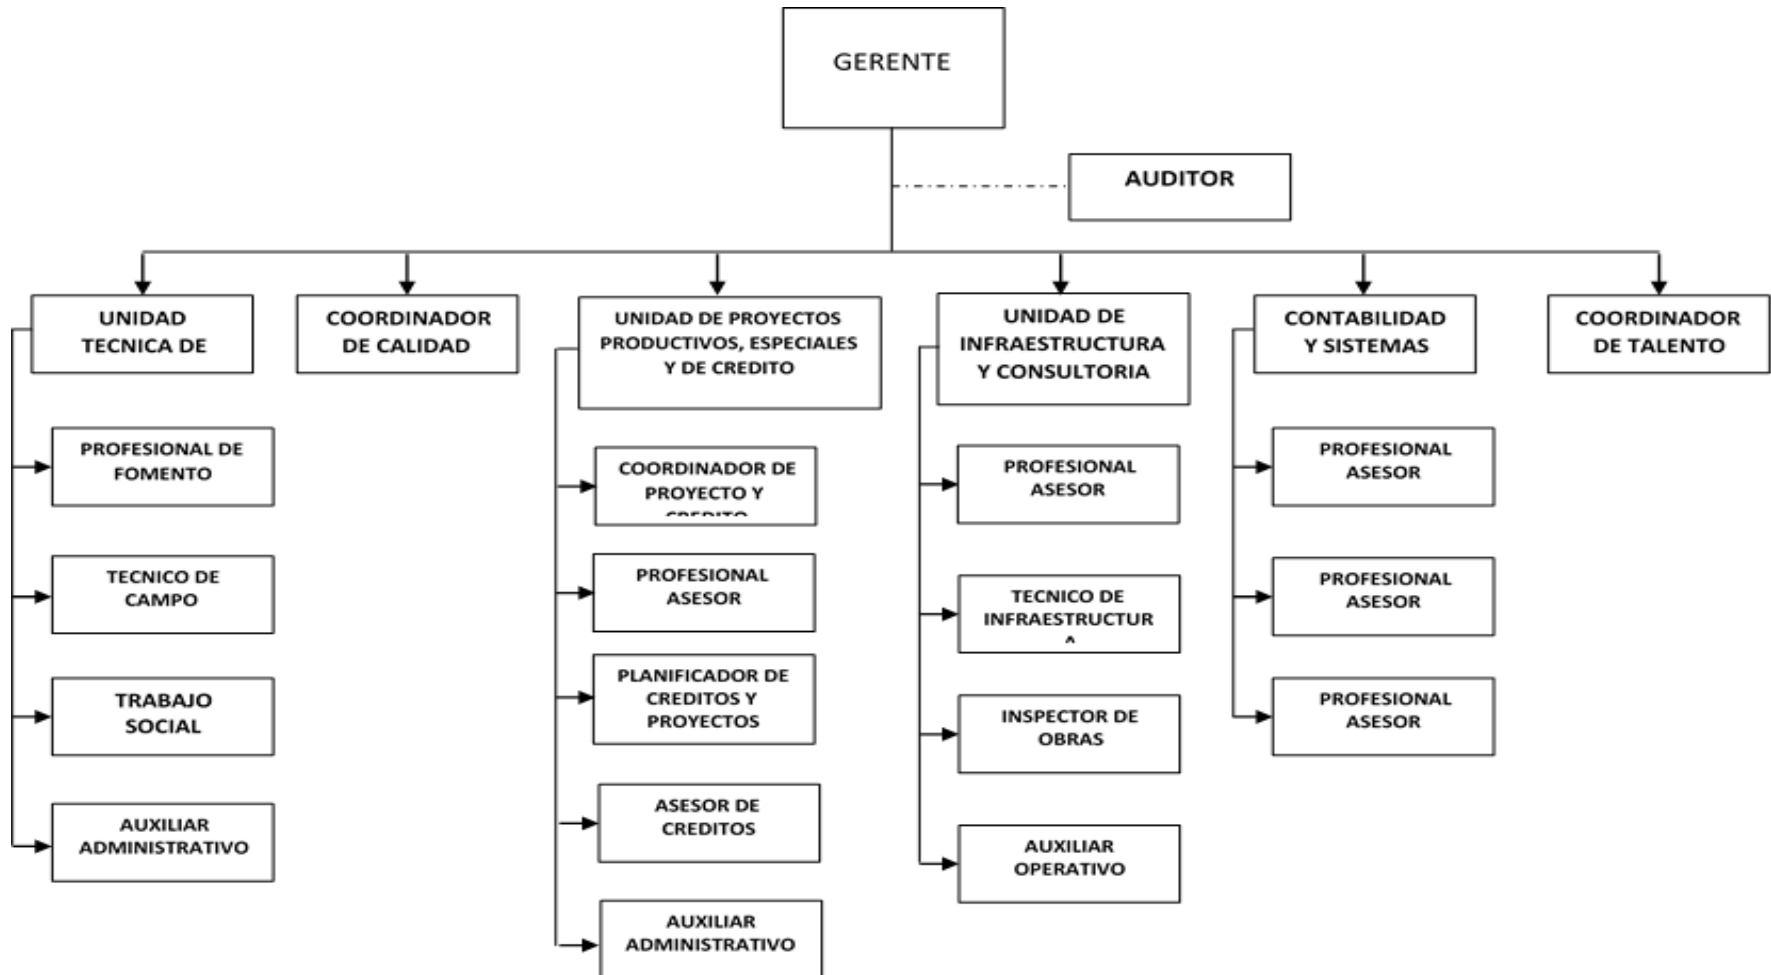 GERENTE
AUDITOR
UNIDAD
TECNICA DE
COORDINADOR
DE CALIDAD
UNIDAD DE PROYECTOS
PRODUCTIVOS, ESPECIALES
Y DE CREDITO
UNIDAD DE
INFRAESTRUCTURA
Y CONSULTORIA
CONTABILIDAD
Y SISTEMAS
COORDINADOR
DE TALENTO
PROFESIONAL DE
FOMENTO
TECNICO DE
CAMPO
TRABAJO
SOCIAL
AUXILIAR
ADMINISTRATIVO
COORDINADOR DE
PROYECTO Y
CREDITO
PROFESIONAL
ASESOR
PLANIFICADOR DE
CREDITOS Y
PROYECTOS
ASESOR DE
CREDITOS
AUXILIAR
ADMINISTRATIVO
PROFESIONAL
ASESOR
TECNICO DE
INFRAESTRUCTUR
A
INSPECTOR DE
OBRAS
AUXILIAR
OPERATIVO
PROFESIONAL
ASESOR
PROFESIONAL
ASESOR
PROFESIONAL
ASESOR